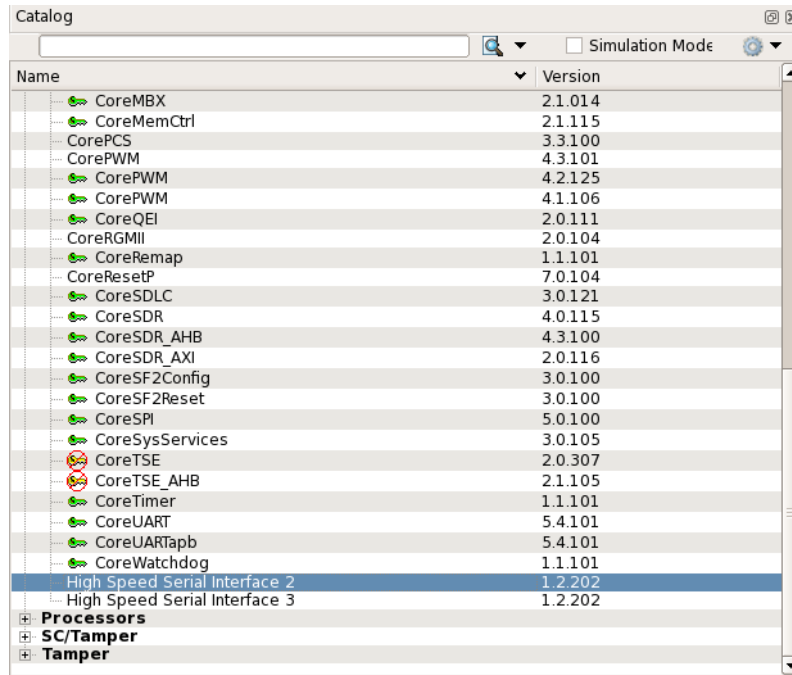 Catalog
Simulation Mode
Name Version
CoreMBX 2.1.014
CoreMemCtrl 2.1.115
CorePCS 3.3.100
CorePWM 4.3.101
CorePWM 4.2.125
CorePWM 4.1.106
CoreQEI 2.0.111
CoreRGMII 2.0.104
CoreRemap 1.1.101
CoreResetP 7.0.104
CoreSDLC 3.0.121
CoreSDR 4.0.115
CoreSDR_AHB 4.3.100
CoreSDR_AXI 2.0.116
CoreSF2Config 3.0.100
CoreSF2Reset 3.0.100
CoreSPI 5.0.100
CoreSysServices 3.0.105
CoreTSE 2.0.307
CoreTSE_AHB 2.1.105
CoreTimer 1.1.101
CoreUART 5.4.101
CoreUARTapb 5.4.101
CoreWatchdog 1.1.101
High Speed Serial Interface 2 1.2.202
High Speed Serial Interface 3 1.2.202
Processors
SC/Tamper
Tamper